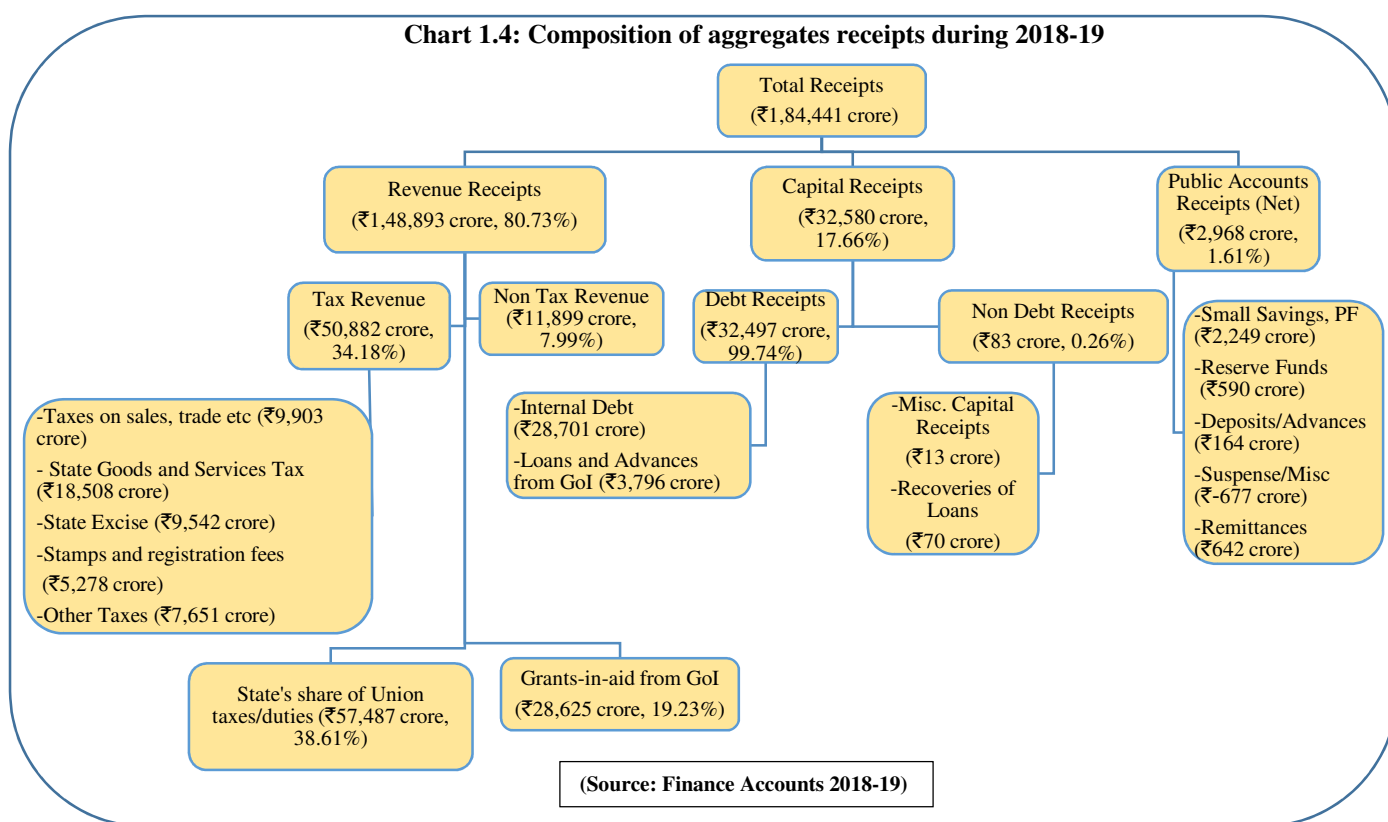 Chart 1.4: Composition of aggregates receipts during 2018-19
Total Receipts
(₹1,84,441 crore)
Revenue Receipts
(₹1,48,893 crore, 80.73%)
Capital Receipts
(₹32,580 crore,
17.66%)
Public Accounts
Receipts (Net)
(₹2,968 crore,
1.61%)
Tax Revenue
(₹50,882 crore,
34.18%)
Non Tax Revenue
(₹11,899 crore,
7.99%)
Debt Receipts
(₹32,497 crore,
99.74%)
Non Debt Receipts
(₹83 crore, 0.26%)
-Small Savings, PF
(₹2,249 crore)
-Reserve Funds
(₹590 crore)
-Deposits/Advances
(₹164 crore)
-Suspense/Misc
(₹-677 crore)
-Remittances
(₹642 crore)
-Taxes on sales, trade etc (₹9,903
crore)
- State Goods and Services Tax
(₹18,508 crore)
-State Excise (₹9,542 crore)
-Stamps and registration fees
(₹5,278 crore)
-Other Taxes (₹7,651 crore)
-Internal Debt
(₹28,701 crore)
-Loans and Advances
from GoI (₹3,796 crore)
-Misc. Capital
Receipts
(₹13 crore)
-Recoveries of
Loans
(₹70 crore)
State's share of Union
taxes/duties (₹57,487 crore,
38.61%)
Grants-in-aid from GoI
(₹28,625 crore, 19.23%)
(Source: Finance Accounts 2018-19)